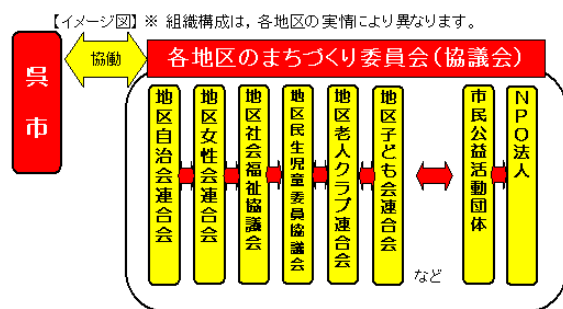 【イメージ図】 ※ 組織構成は，各地区の実情により異なります。
呉市
協働
各地区のまちづくり委員会（協議会）
地区自治会連合会
地区女性会連合会
地区社会福祉協議会
地区民生児童委員協議会
地区老人クラブ連合会
地区子ども会連合会
市民公益活動団体
NPO法人
など